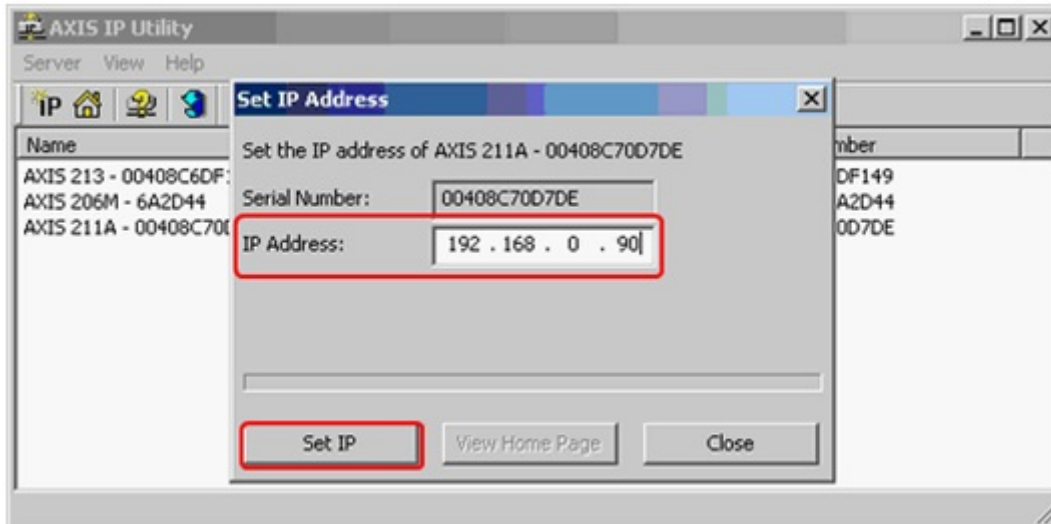 AXIS IP Utility
Server View Help
IP
Set IP Address
Name
mber
Set the IP address of AXIS 211A - 00408C70D7DE
AXIS 213 - 00408C6DF1
DF149
Serial Number: 00408C70D7DE
AXIS 206M - 6A2D44
A2D44
AXIS 211A - 00408C70D
0D7DE
IP Address: 192 . 168 . 0 . 90
Set IP
View Home Page
Close